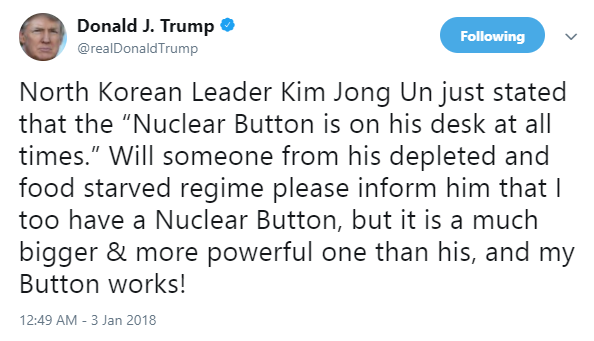 Donald J. Trump
@realDonaldTrump
Following
North Korean Leader Kim Jong Un just stated
that the “Nuclear Button is on his desk at all
times.” Will someone from his depleted and
food starved regime please inform him that I
too have a Nuclear Button, but it is a much
bigger & more powerful one than his, and my
Button works!
12:49 AM - 3 Jan 2018